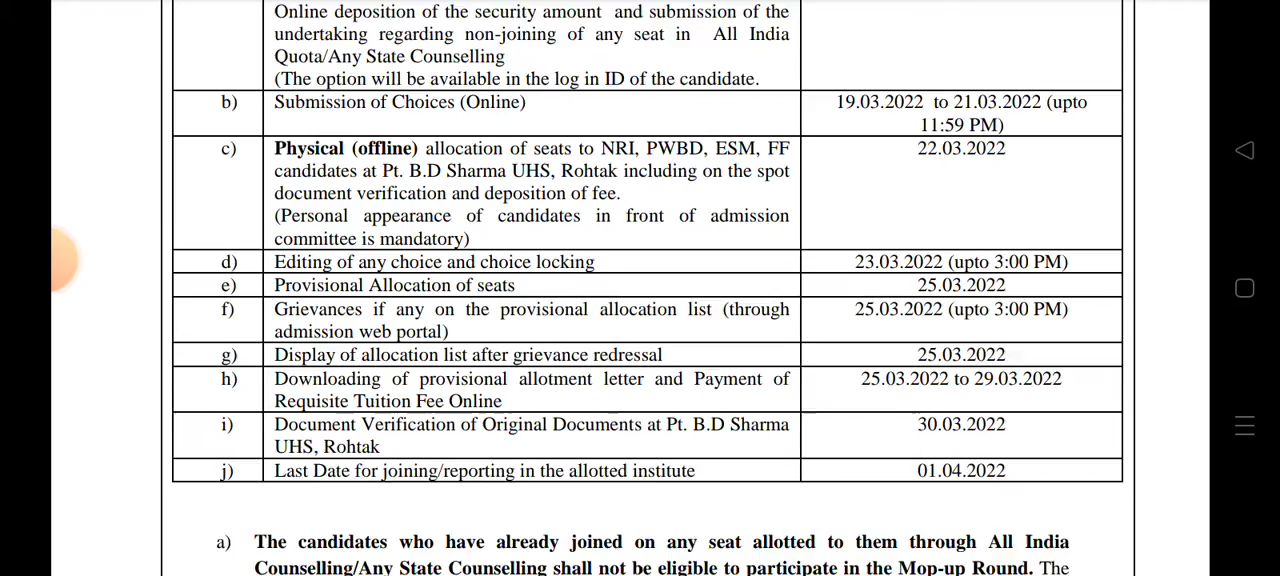 Online deposition of the security amount and submission of the
undertaking regarding non-joining of any seat in All India
Quota/Any State Counselling
(The option will be available in the log in ID of the candidate.
b) Submission of Choices (Online) 19.03.2022 to 21.03.2022 (upto
11:59 PM)
c) Physical (offline) allocation of seats to NRI, PWBD, ESM, FF 22.03.2022
candidates at Pt. B.D Sharma UHS, Rohtak including on the spot
document verification and deposition of fee.
(Personal appearance of candidates in front of admission
committee is mandatory)
d) Editing of any choice and choice locking 23.03.2022 (upto 3:00 PM)
e) Provisional Allocation of seats 25.03.2022
f) Grievances if any on the provisional allocation list (through 25.03.2022 (upto 3:00 PM)
admission web portal)
g) Display of allocation list after grievance redressal 25.03.2022
h) Downloading of provisional allotment letter and Payment of 25.03.2022 to 29.03.2022
Requisite Tuition Fee Online
i) Document Verification of Original Documents at Pt. B.D Sharma 30.03.2022
UHS, Rohtak
j) Last Date for joining/reporting in the allotted institute 01.04.2022
a) The candidates who have already joined on any seat allotted to them through All India
Counselling/Any State Counselling shall not be eligible to participate in the Mop-up Round. The